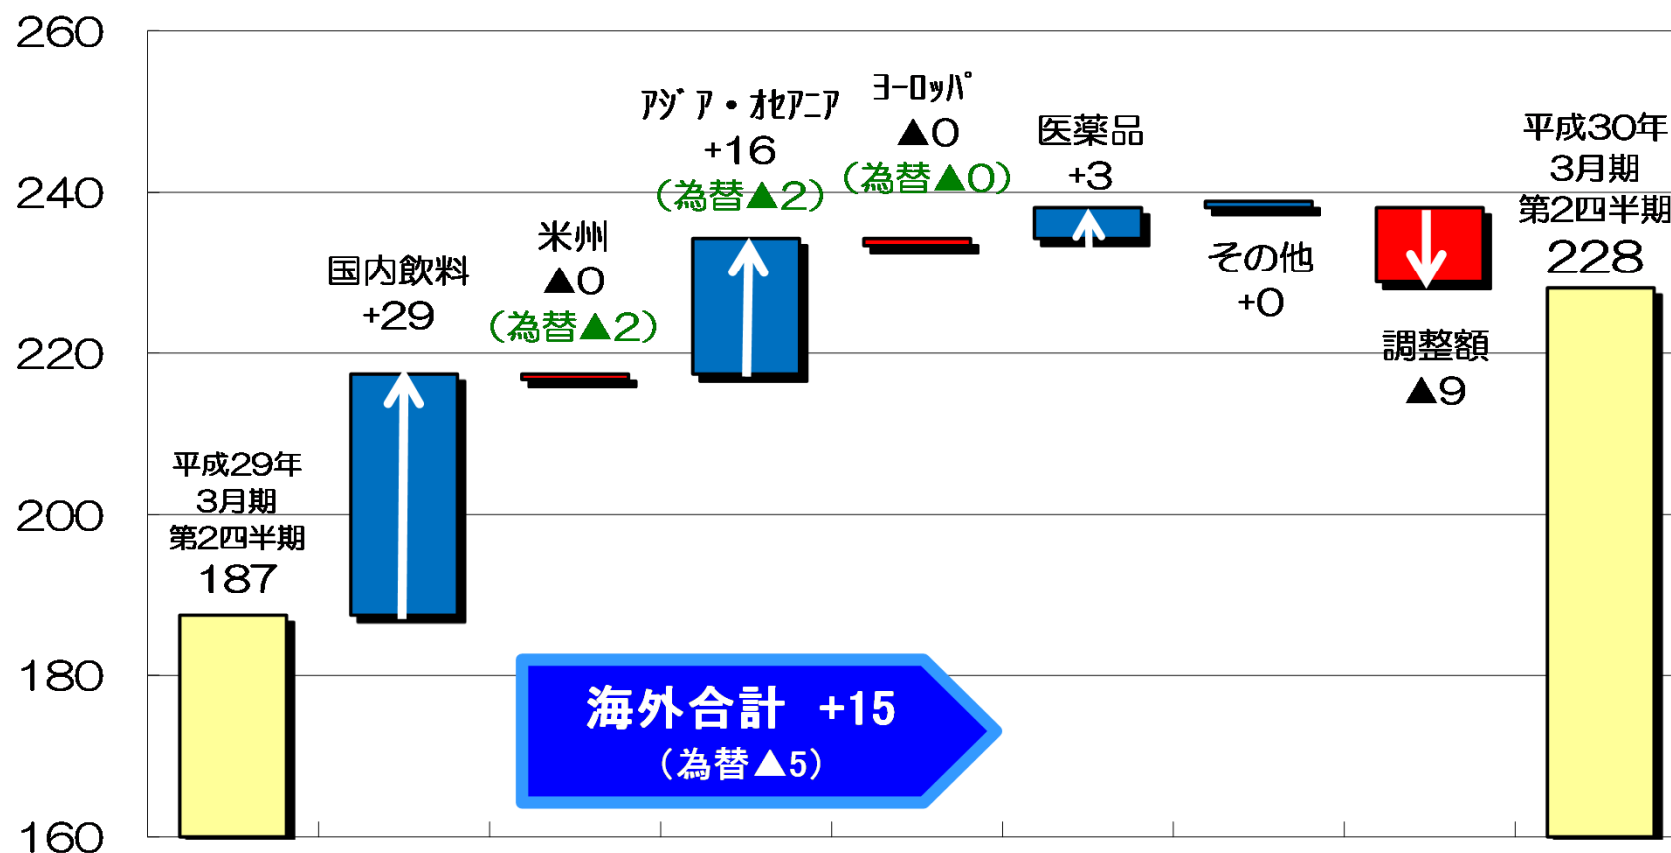 260
240
220
200
180
160
平成29年
3月期
第2四半期
187
国内飲料
+29
米州
▲0
(為替▲2)
アジア・オセアニア
+16
(為替▲2)
ヨーロッパ
▲0
(為替▲0)
医薬品
+3
その他
+0
調整額
▲9
平成30年
3月期
第2四半期
228
海外合計 +15
(為替▲5)